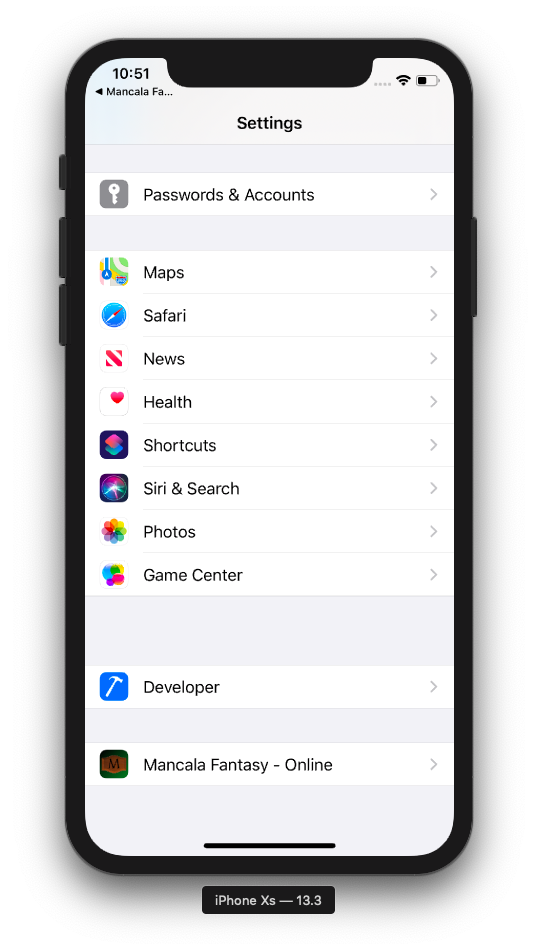 10:51
◀ Mancala Fa...
Settings
Passwords & Accounts
Maps
Safari
News
Health
Shortcuts
Siri & Search
Photos
Game Center
Developer
M
Mancala Fantasy - Online
iPhone Xs — 13.3